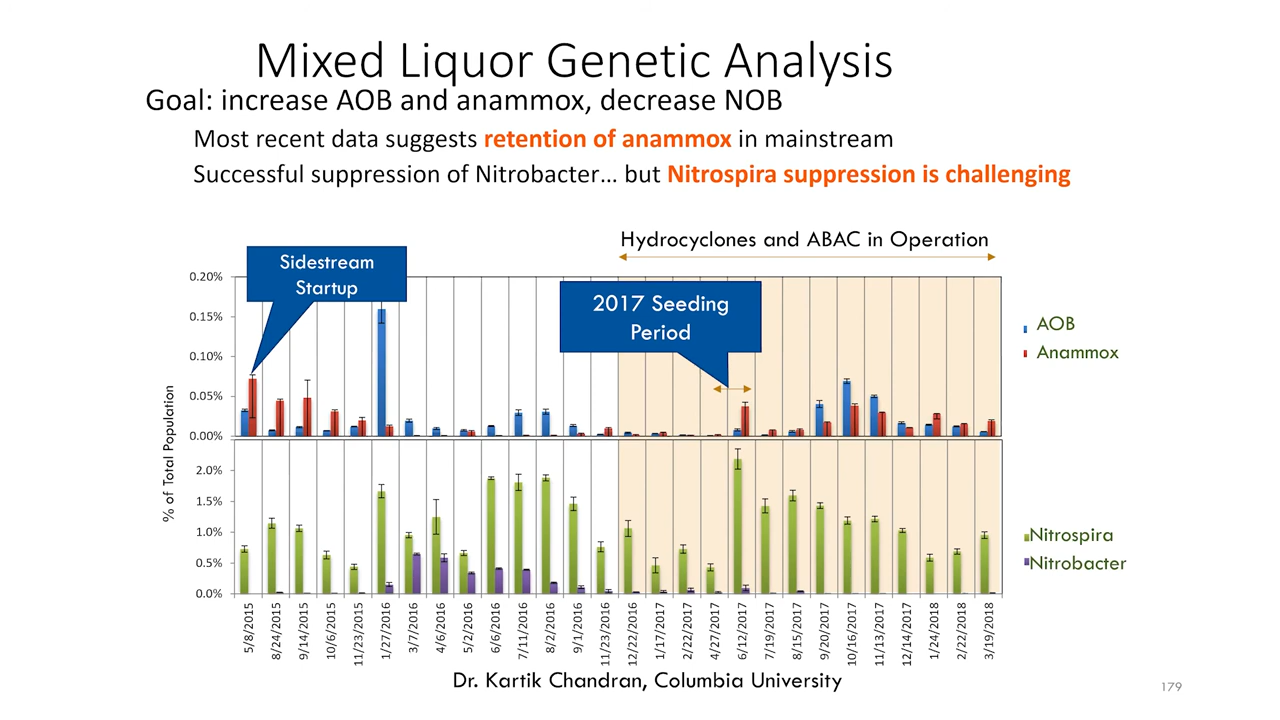 Mixed Liquor Genetic Analysis
Goal: increase AOB and anammox, decrease NOB
Most recent data suggests retention of anammox in mainstream
Successful suppression of Nitrobacter... but Nitrospira suppression is challenging
Hydrocyclones and ABAC in Operation
Sidestream
Startup
2017 Seeding
Period
0.20%
0.15%
0.10%
0.05%
0.00%
AOB
Anammox
% of Total Population
2.0%
1.5%
1.0%
0.5%
0.0%
Nitrospira
Nitrobacter
5/8/2015
8/24/2015
9/14/2015
10/6/2015
11/23/2015
1/27/2016
3/7/2016
4/6/2016
5/2/2016
6/6/2016
7/11/2016
8/2/2016
9/1/2016
11/23/2016
12/22/2016
1/17/2017
2/22/2017
4/27/2017
6/12/2017
7/19/2017
8/15/2017
9/20/2017
10/16/2017
11/13/2017
12/14/2017
1/24/2018
2/22/2018
3/19/2018
Dr. Kartik Chandran, Columbia University
179